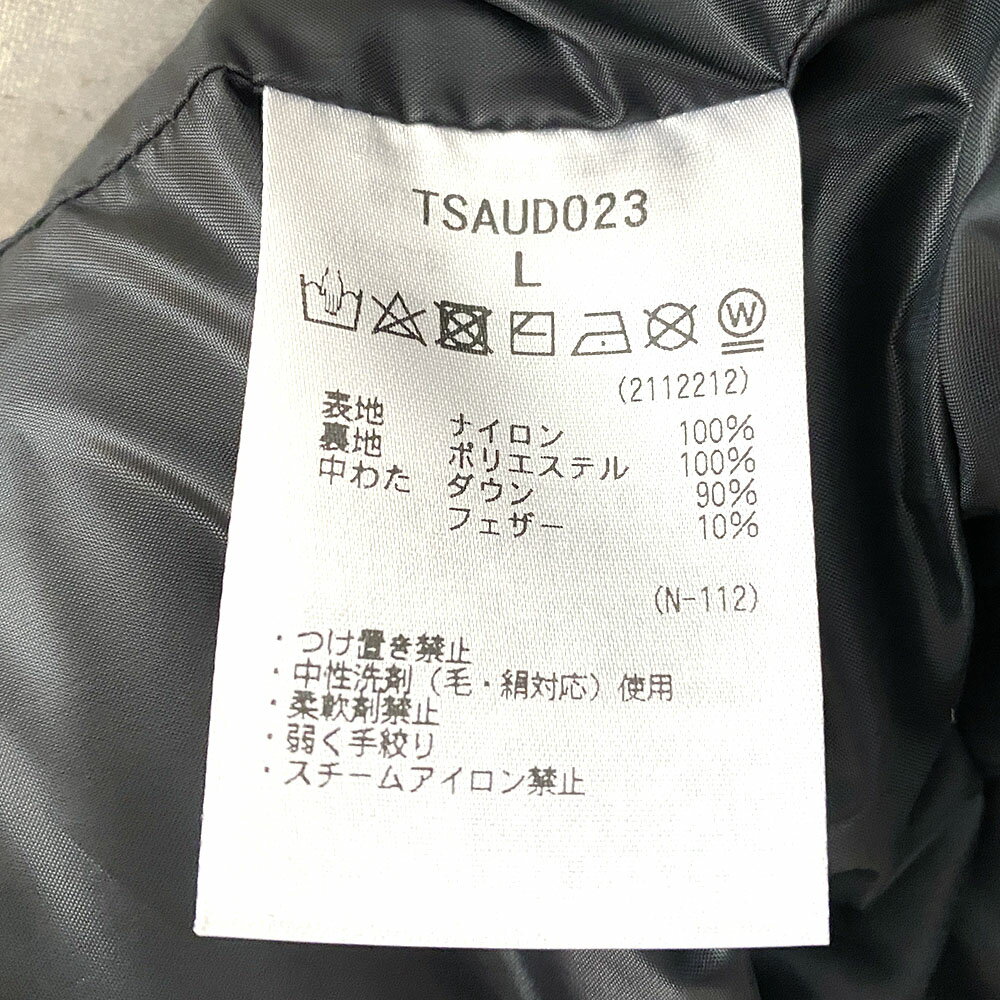 TSAUD023
L
W
(2112212)
表地 ナイロン 100%
裏地 ポリエステル 100%
中わた ダウン 90%
フェザー 10%
(N-112)
・つけ置き禁止
・中性洗剤（毛・絹対応）使用
・柔軟剤禁止
・弱く手絞り
・スチームアイロン禁止